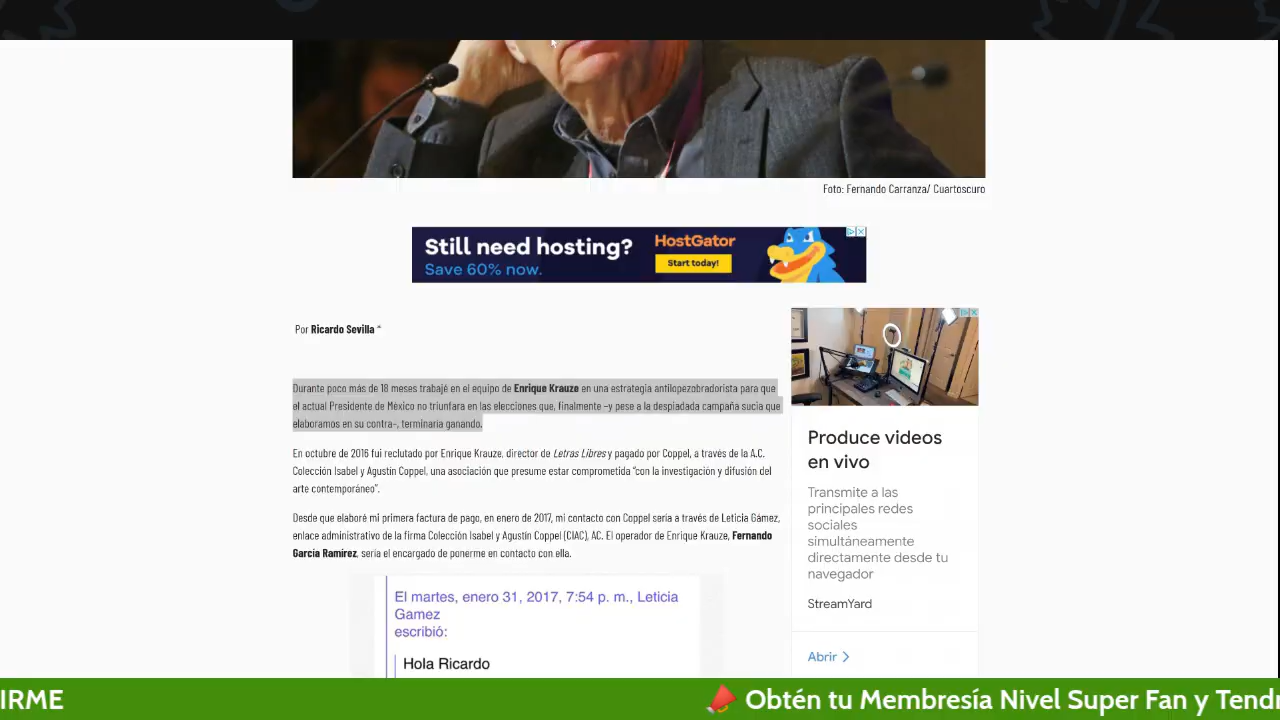 Foto: Fernando Carranza/ Cuartoscuro
Still need hosting?
Save 60% now.
HostGator
Start today!
Por Ricardo Sevilla *
Durante poco más de 18 meses trabajé en el equipo de Enrique Krauze en una estrategia antilopezobradorista para que
el actual Presidente de México no triunfara en las elecciones que, finalmente –y pese a la despiadada campaña sucia que
elaboramos en su contra–, terminaría ganando.
En octubre de 2016 fui reclutado por Enrique Krauze, director de Letras Libres y pagado por Coppel, a través de la A.C.
Colección Isabel y Agustín Coppel, una asociación que presume estar comprometida “con la investigación y difusión del
arte contemporáneo”.
Desde que elaboré mi primera factura de pago, en enero de 2017, mi contacto con Coppel sería a través de Leticia Gámez,
enlace administrativo de la firma Colección Isabel y Agustín Coppel (CIAC), AC. El operador de Enrique Krauze, Fernando
García Ramírez, sería el encargado de ponerme en contacto con ella.
El martes, enero 31, 2017, 7:54 p. m., Leticia
Gamez
escribió:
Hola Ricardo
Produce videos
en vivo
Transmite a las
principales redes
sociales
simultáneamente
directamente desde tu
navegador
StreamYard
Abrir
IRME
Obtén tu Membresía Nivel Super Fan y Tendr